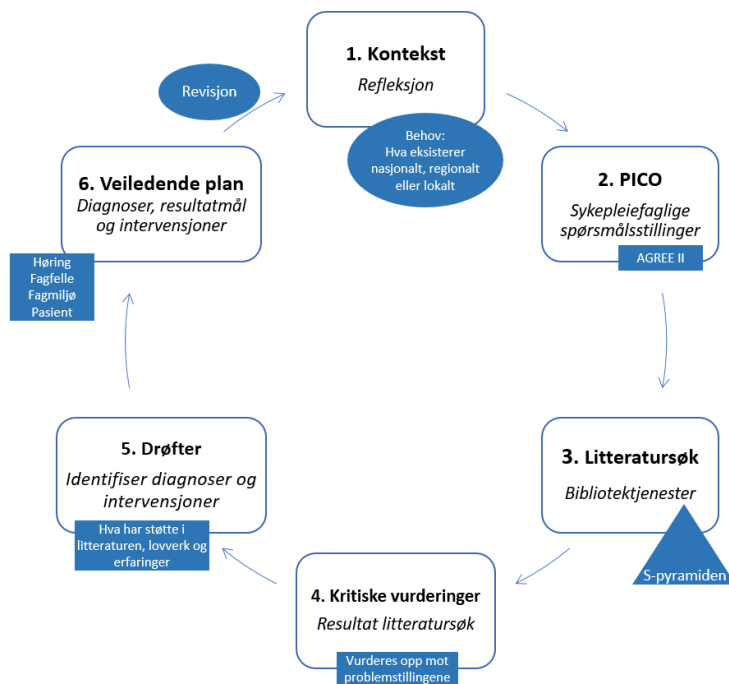 1. Kontekst
Refleksjon
Behov:
Hva eksisterer
nasjonalt, regionalt
eller lokalt
2. PICO
Sykepleiefaglige
spørsmålsstillinger
AGREE II
3. Litteratursøk
Bibliotektjenester
S-pyramiden
4. Kritiske vurderinger
Resultat litteratursøk
Vurderes opp mot
problemstillingene
5. Drøfter
Identifiser diagnoser og
intervensjoner
Hva har støtte i
litteraturen, lovverk og
erfaringer
6. Veiledende plan
Diagnoser, resultatmål
og intervensjoner
Høring
Fagfelle
Fagmiljø
Pasient
Revisjon